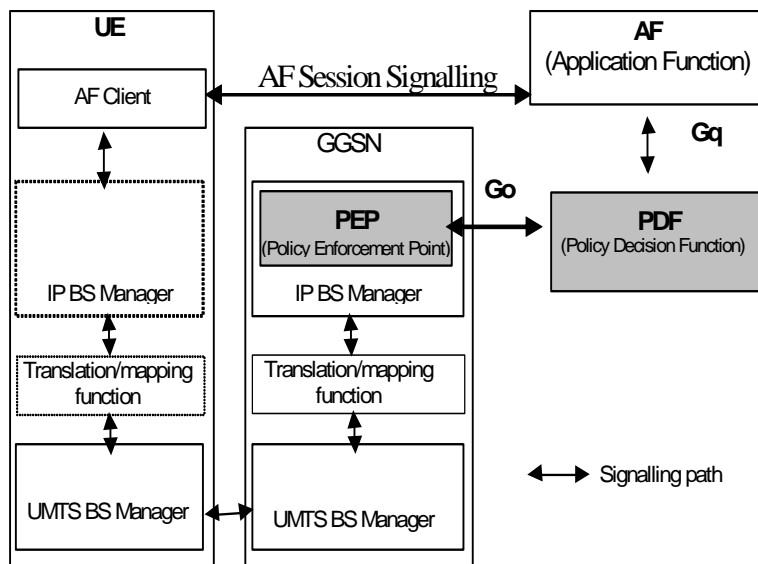 UE
AF Client
IP BS Manager
Translation/mapping
function
UMTS BS Manager
AF Session Signalling
GGSN
PEP
(Policy Enforcement Point)
IP BS Manager
Translation/mapping
function
UMTS BS Manager
AF
(Application Function)
Gq
Go
PDF
(Policy Decision Function)
Signalling path